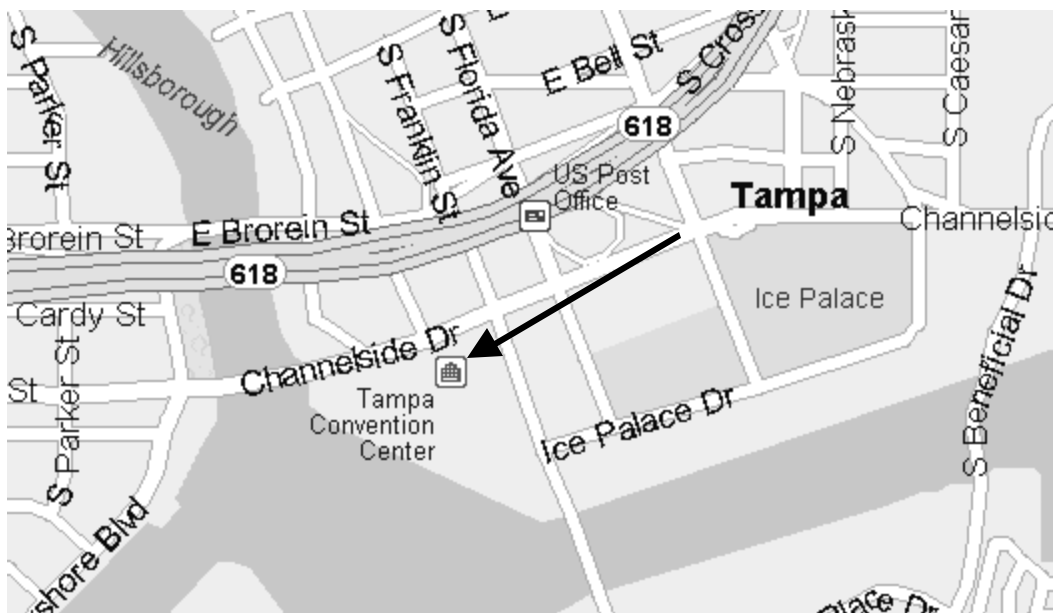 S Parker St
Hillsborough
S Franklin St
S Florida Ave
E Bell St
S Cross
618
S Nebrask
S Caesar
US Post
Office
Tampa
Channelsid
Brorein St
E Brorein St
618
Cardy St
Ice Palace
Channelside Dr
St
S Parker St
Tampa
Convention
Center
Ice Palace Dr
S Beneficial Dr
shore Blvd
Place Dr